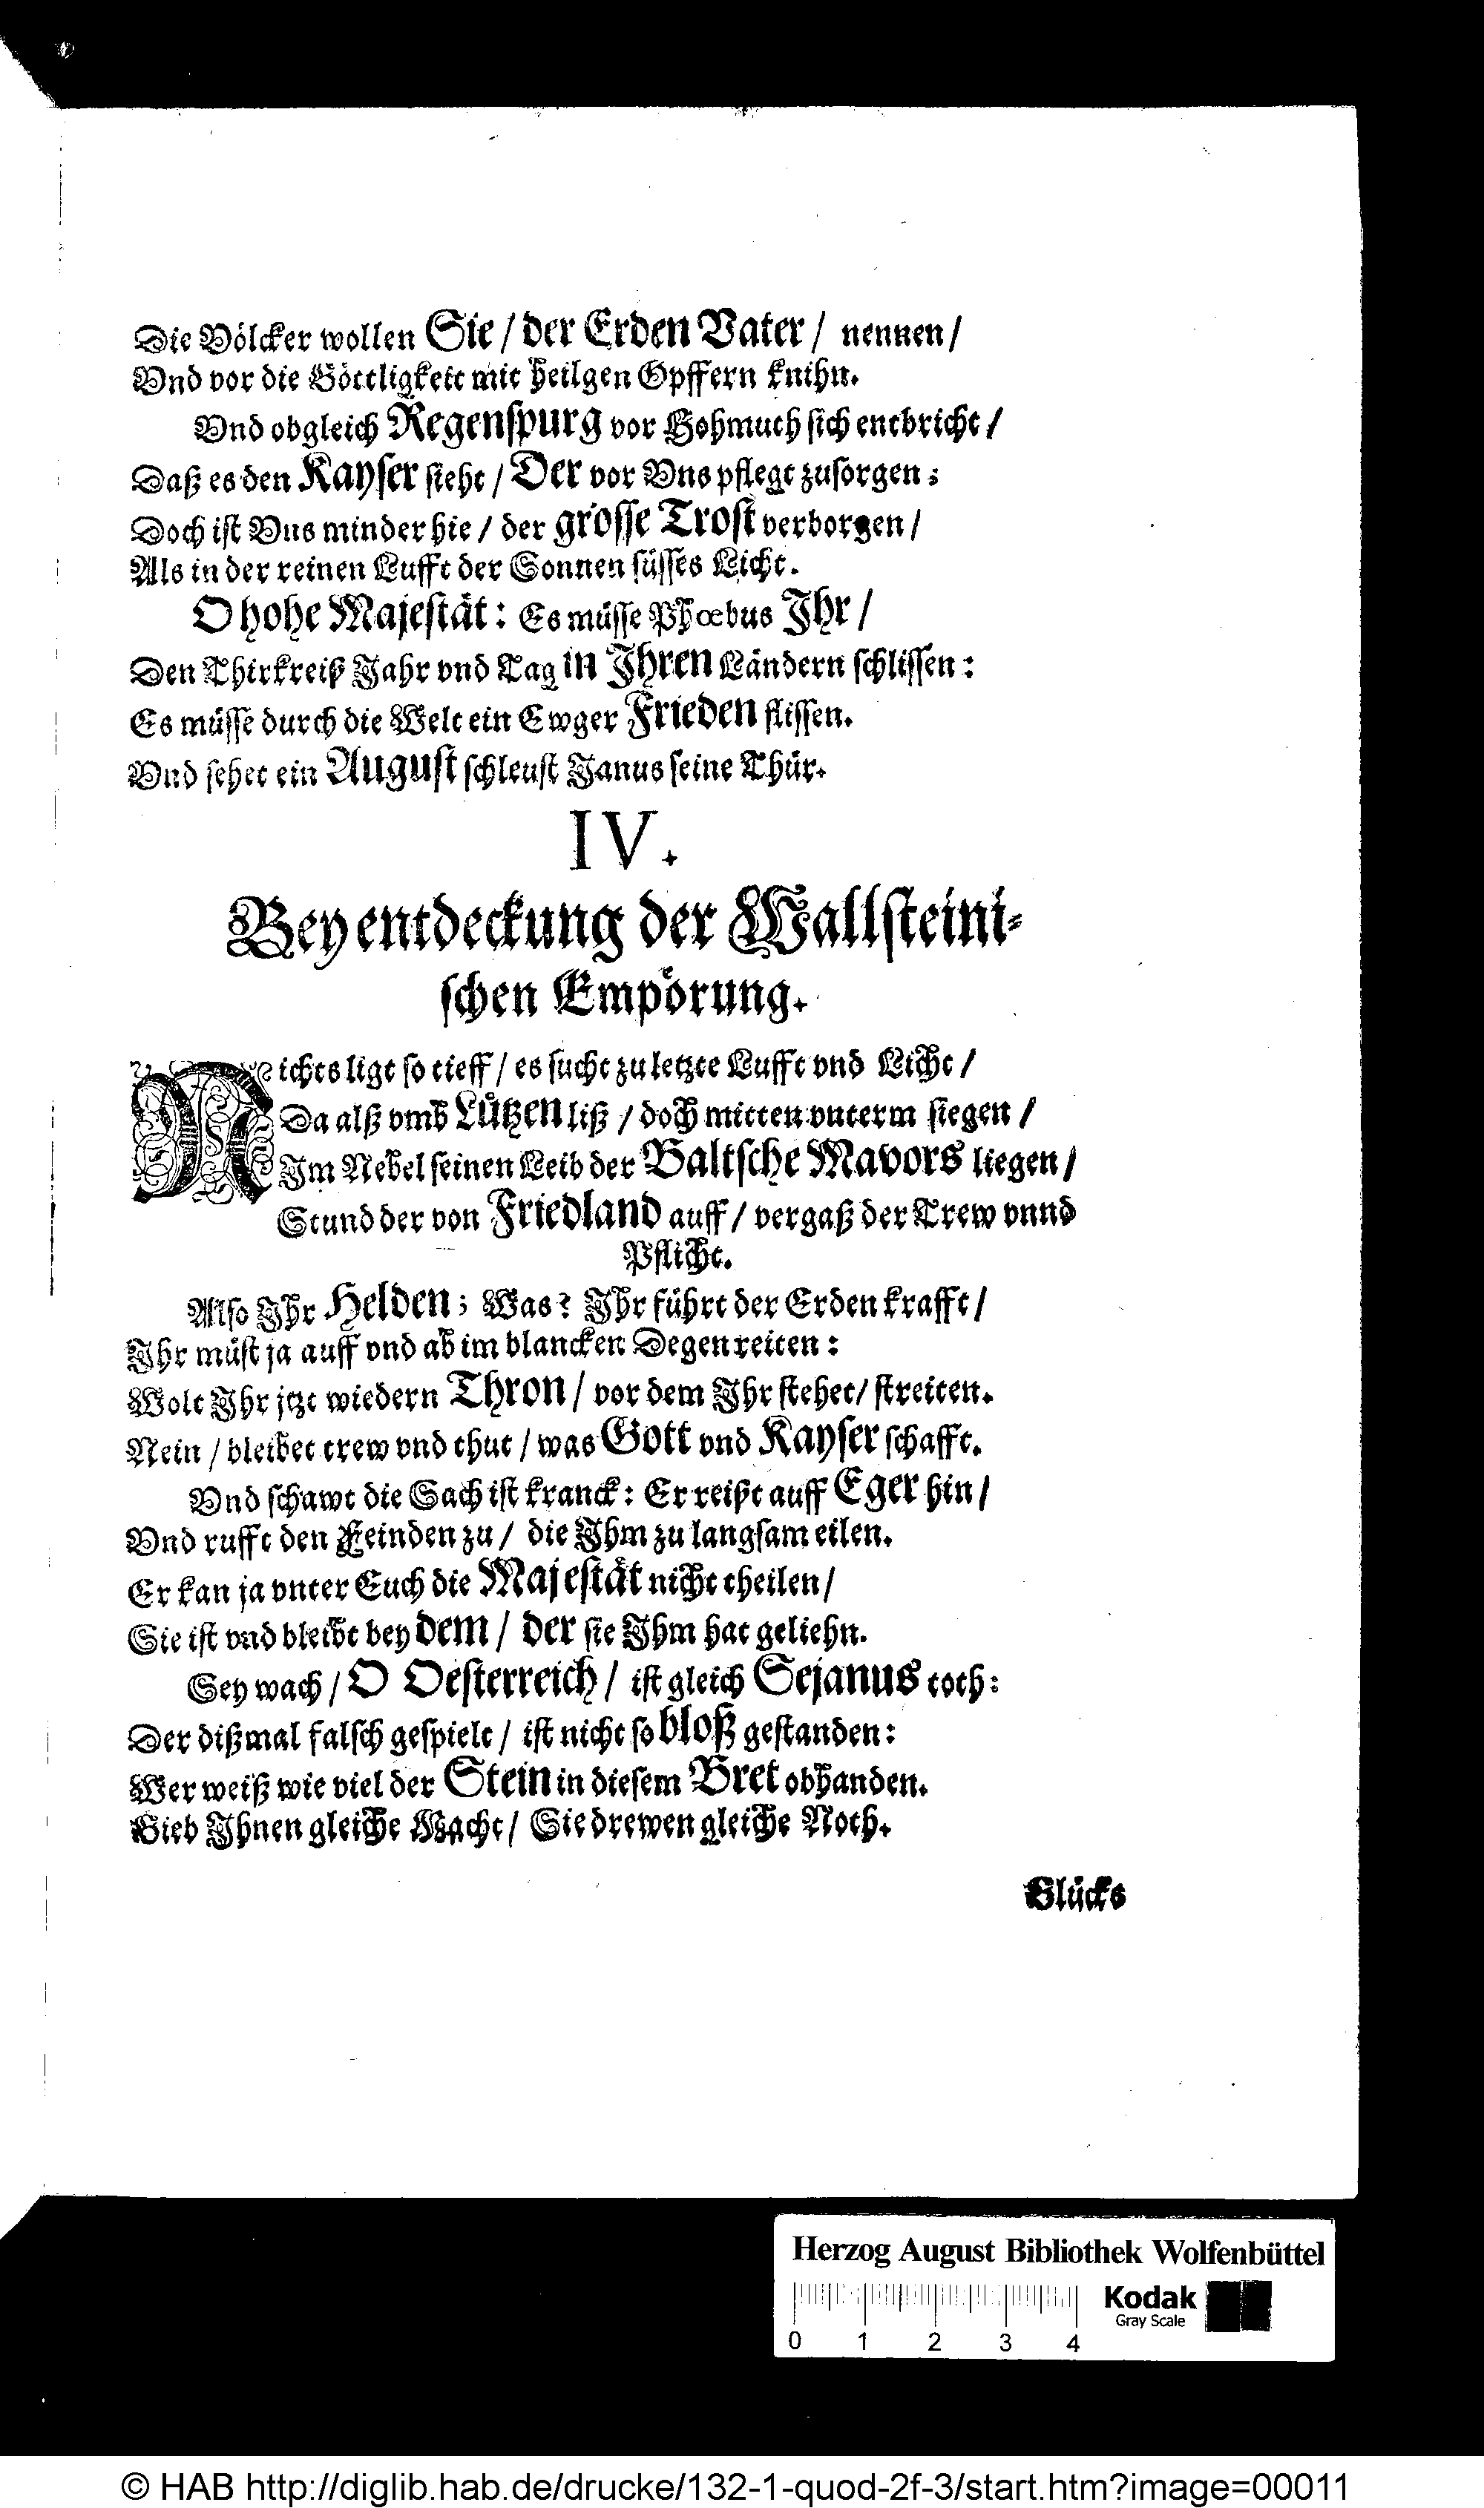 Die Völcker wollen Sie / der Erden Vater / nennen /
Vnd vor die Göttligkeit mit heilgen Opffern knihn.
Vnd obgleich Regenspurg vor Hohmuth sich entbricht /
Daß es den Kayser sieht / Der vor Vns pflegt zusorgen;
Doch ist Vns minder hie / der grosse Trost verborgen /
Als in der reinen Lufft der Sonnen süsses Licht.
O hohe Majestät: Es müsse Phœbus Ihr /
Den Thirkreiß Jahr vnd Tag in Ihren Ländern schlissen:
Es müsse durch die Welt ein Ewger Frieden flissen.
Vnd sehet ein August schleust Janus seine Thür.
IV.
Bey entdeckung der Wallsteini-
schen Empörung.
Nichts ligt so tieff / es sucht zu letzte Lufft vnd Licht /
Da alß vmb Lützen liß / doch mitten vnterm siegen /
Im Nebel seinen Leib der Baltsche Mavors liegen /
Stund der von Friedland auff / vergaß der Trew vnnd
Pflicht.
Also Ihr Helden; Was? Ihr führt der Erden krafft /
Ihr müst ja auff vnd ab im blancken Degen reiten:
Wolt Ihr jtzt wiedern Thron / vor dem Ihr stehet / streiten.
Nein / bleibet trew vnd thut / was Gott vnd Kayser schafft.
Vnd schawt die Sach ist kranck: Er reißt auff Eger hin /
Vnd rufft den Feinden zu / die Ihm zu langsam eilen.
Er kan ja vnter Euch die Majestät nicht theilen /
Sie ist vnd bleibt bey dem / der sie Ihm hat geliehn.
Sey wach / O Oesterreich / ist gleich Sejanus toth:
Der dißmal falsch gespielt / ist nicht so bloß gestanden:
Wer weiß wie viel der Stein in diesem Bret obhanden.
Gieb Ihnen gleiche Macht / Sie drewen gleiche Noth.
Glücks
Herzog August Bibliothek Wolfenbüttel
Kodak
Gray Scale
0 1 2 3 4
© HAB http://diglib.hab.de/drucke/132-1-quod-2f-3/start.htm?image=00011